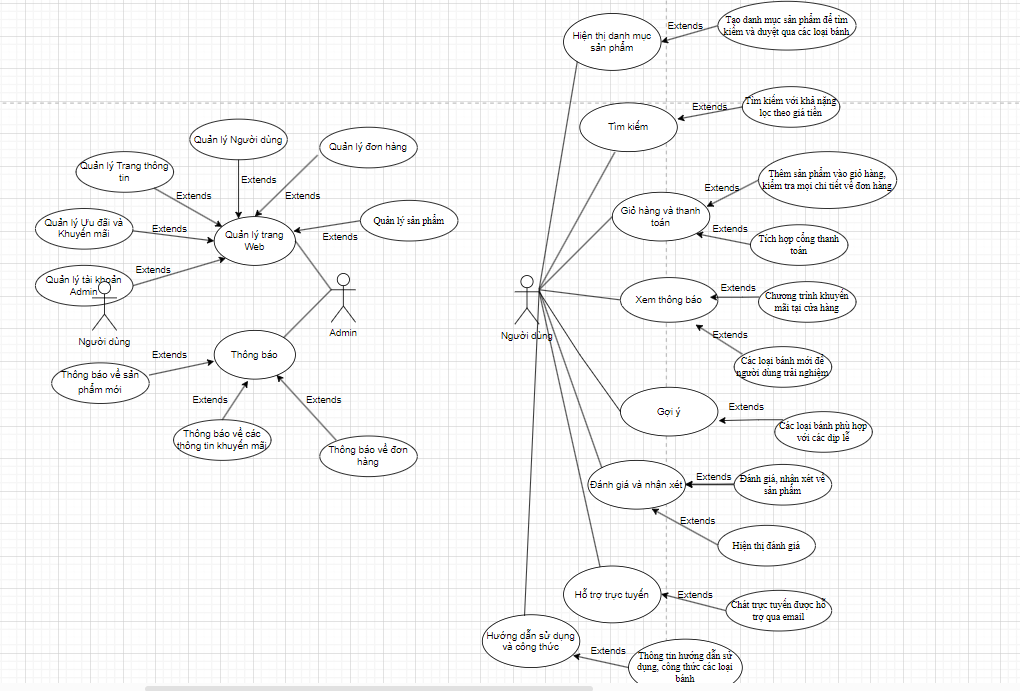 Hiện thị danh mục
sản phẩm
Extends
Tạo danh mục sản phẩm để tìm
kiếm và duyệt qua các loại bánh
Tìm kiếm
Extends
Tìm kiếm với khả nặng
lọc theo giá tiền
Giỏ hàng và thanh
toán
Extends
Thêm sản phẩm vào giỏ hàng,
kiểm tra mọi chi tiết về đơn hàng
Extends
Tích hợp cổng thanh
toán
Xem thông báo
Extends
Chương trình khuyến
mãi tại cửa hàng
Extends
Các loại bánh mới để
người dùng trải nghiệm
Gợi ý
Extends
Các loại bánh phù hợp
với các dịp lễ
Đánh giá và nhận xét
Extends
Đánh giá, nhận xét về
sản phẩm
Extends
Hiện thị đánh giá
Hỗ trợ trực tuyến
Extends
Chát trực tuyến được hỗ
trợ qua email
Hướng dẫn sử dụng
và công thức
Extends
Thông tin hướng dẫn sử
dụng, công thức các loại
bánh
Người dùng
Quản lý Người dùng
Extends
Quản lý đơn hàng
Extends
Quản lý Trang thông
tin
Extends
Quản lý sản phẩm
Extends
Quản lý Ưu đãi và
Khuyến mãi
Extends
Quản lý trang
Web
Quản lý tài khoản
Admin
Extends
Người dùng
Admin
Thông báo
Extends
Thông báo về sản
phẩm mới
Extends
Thông báo về các
thông tin khuyến mãi
Extends
Thông báo về đơn
hàng